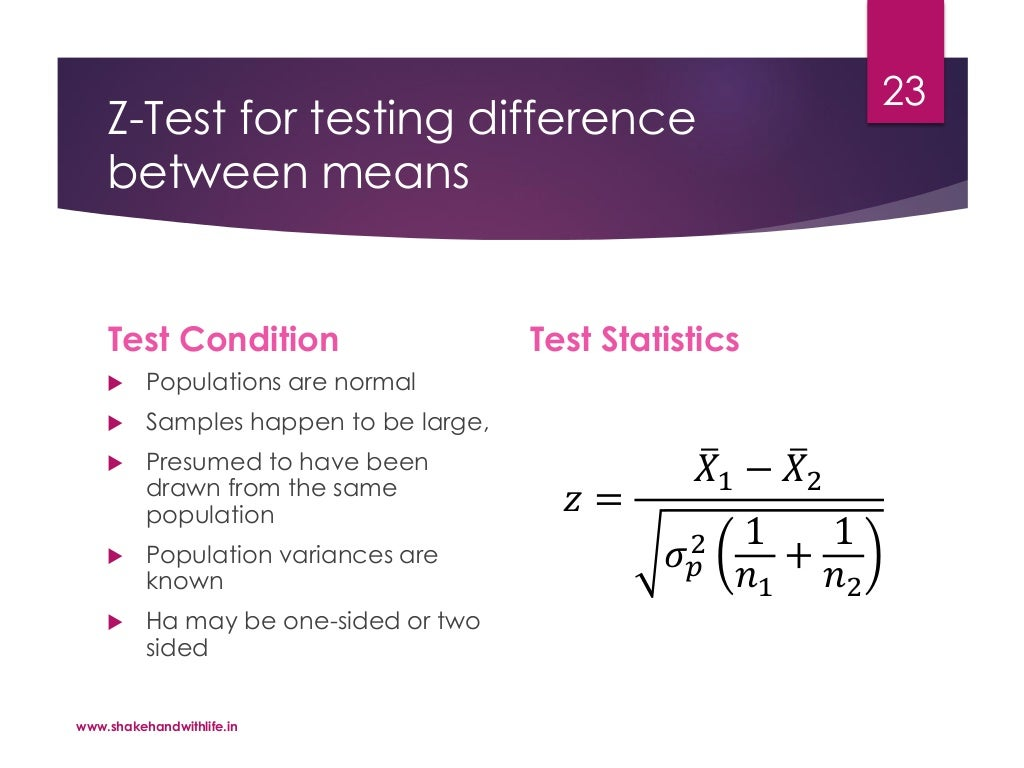 23
Z-Test for testing difference
between means
Test Condition
Populations are normal
Samples happen to be large,
Presumed to have been
drawn from the same
population
Population variances are
known
Ha may be one-sided or two
sided
Test Statistics
z = (X̄₁ − X̄₂) / √(σₚ² (1/n₁ + 1/n₂))
www.shakehandwithlife.in